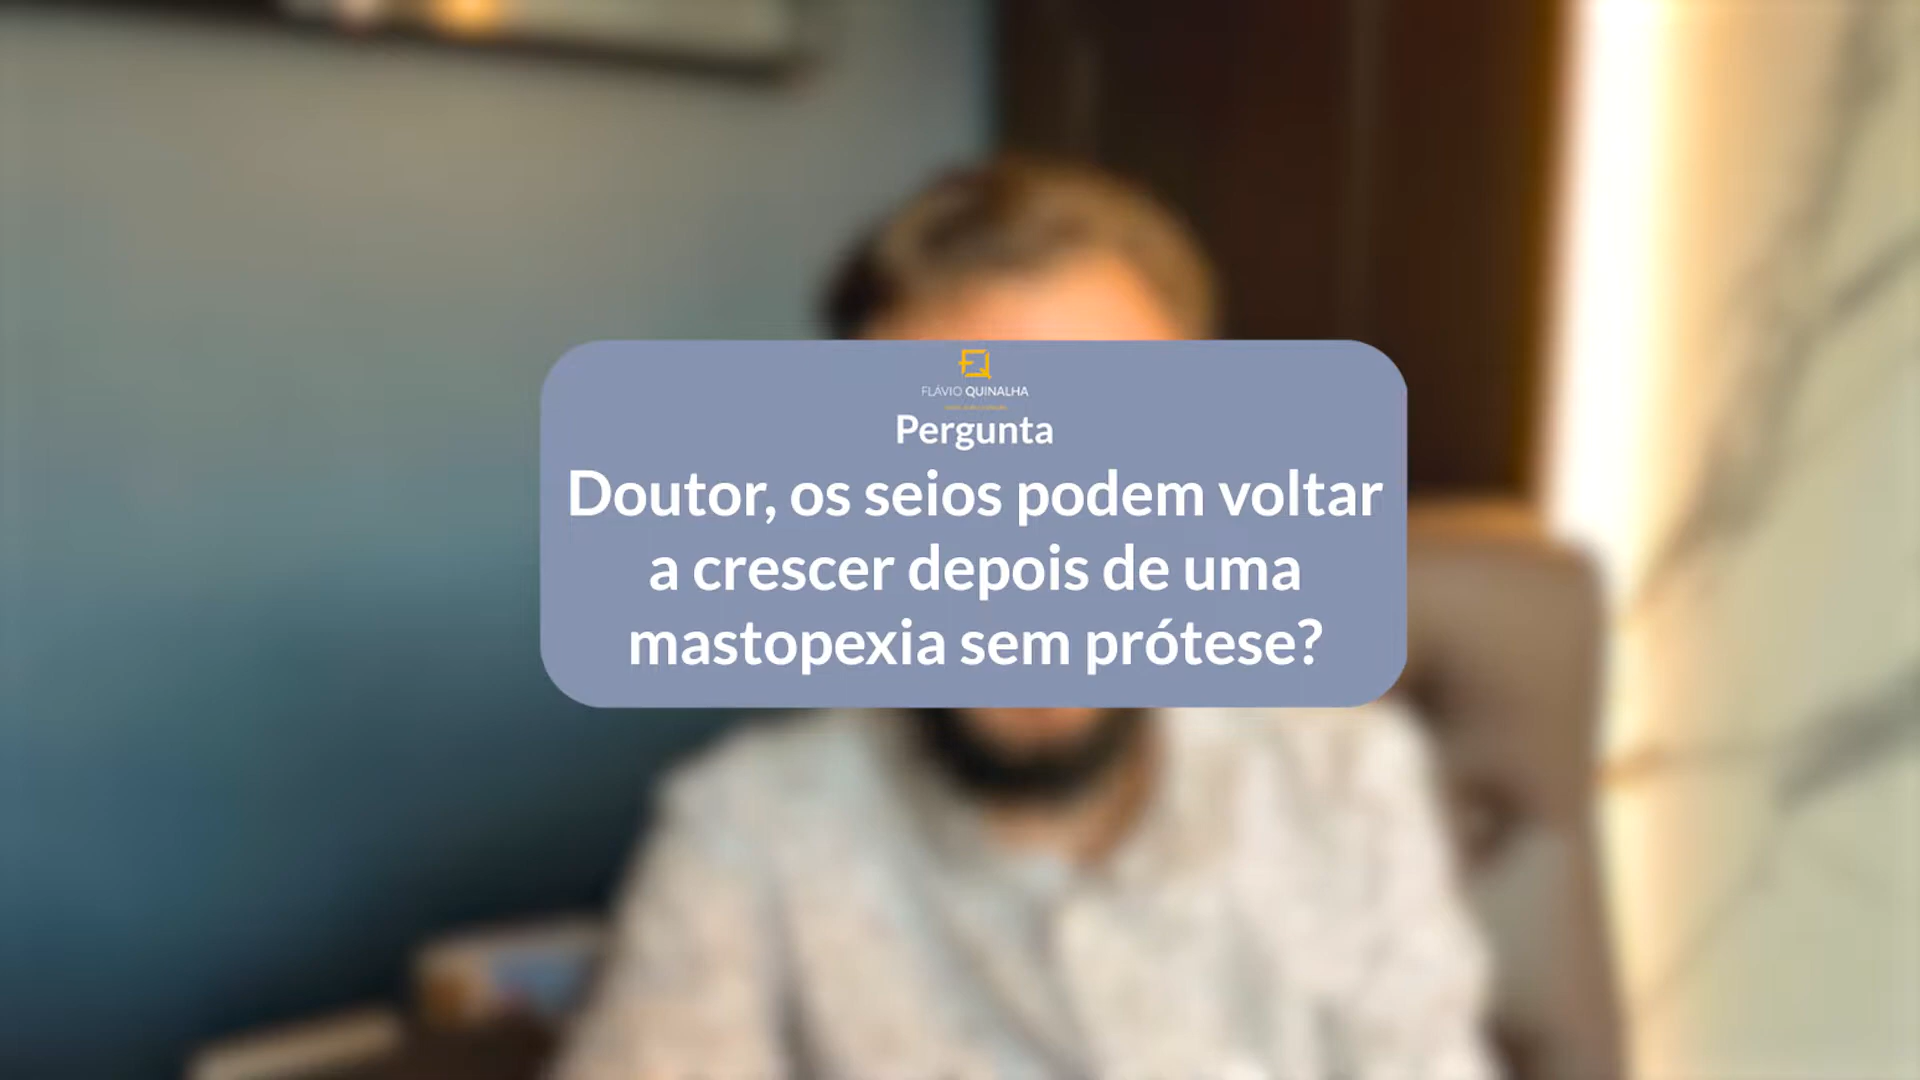 FLÁVIO QUINALHA
Pergunta
Doutor, os seios podem voltar
a crescer depois de uma
mastopexia sem prótese?